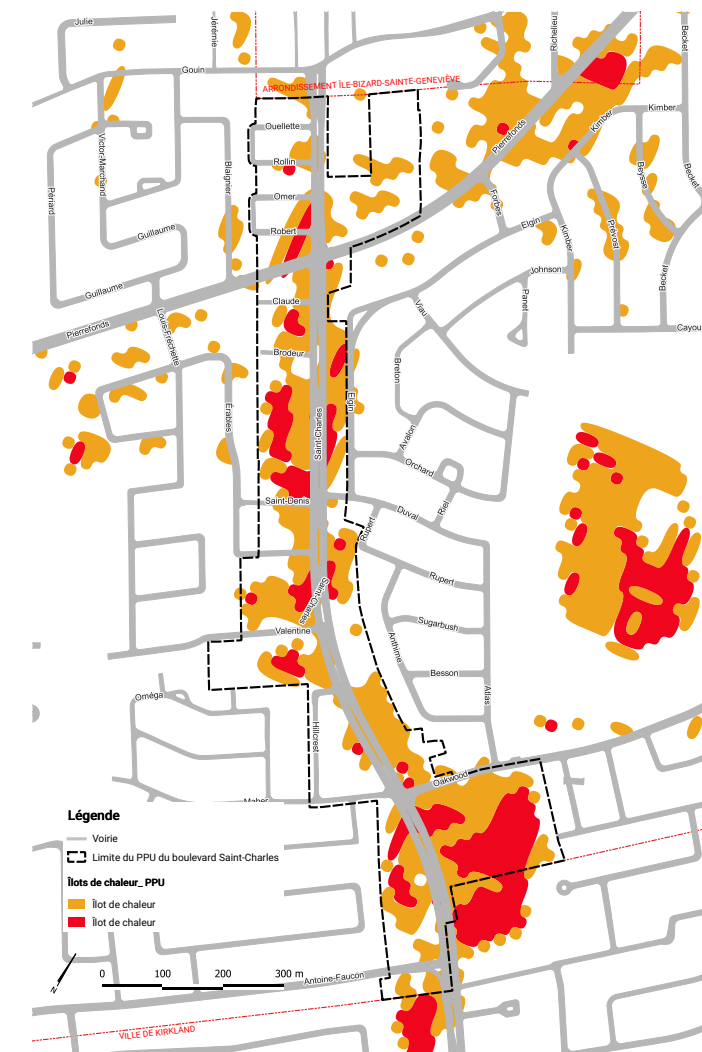 Julie
Jérémie
Richelieu
Becket
Gouin
ARRONDISSEMENT ÎLE-BIZARD-SAINTE-GENEVIÈVE
Kimber
Kimber
Kimber
Ouellette
Pierrefonds
Victor-Marchand
Rollin
Blaignier
Beysse
Becket
Périard
Omer
Forbes
Robert
Elgin
Kimber
Prévost
Guillaume
Johnson
Becket
Guillaume
Claude
Panet
Viau
Pierrefonds
Louis-Fréchette
Cayou
Brodeur
Breton
Elgin
Érables
Saint-Charles
Avalon
Orchard
Saint-Denis
Riel
Duval
Rupert
Rupert
Saint-Charles
Sugarbush
Valentine
Anthime
Besson
Atlas
Oméga
Hillcrest
Oakwood
Maher
Légende
Voirie
Limite du PPU du boulevard Saint-Charles
Îlots de chaleur_ PPU
Îlot de chaleur
Îlot de chaleur
N
0 100 200 300 m
Antoine-Faucon
VILLE DE KIRKLAND